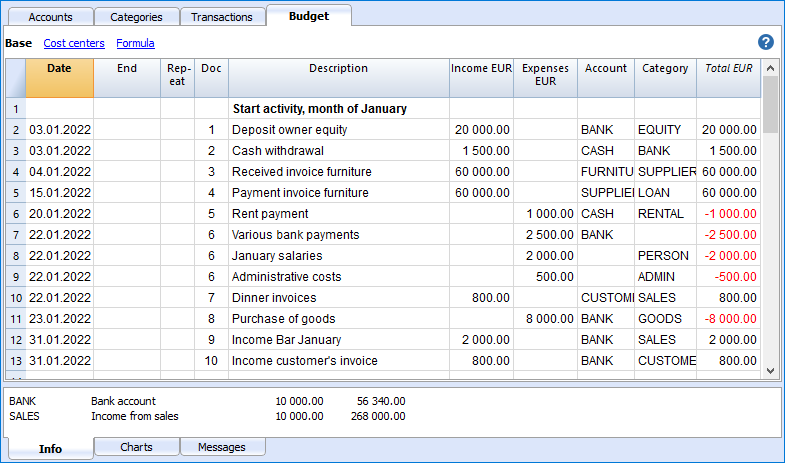 Accounts Categories Transactions Budget
Base Cost centers Formula ?
Date End Rep-eat Doc Description Income EUR Expenses EUR Account Category Total EUR
1 Start activity, month of January
2 03.01.2022 1 Deposit owner equity 20 000.00 BANK EQUITY 20 000.00
3 03.01.2022 2 Cash withdrawal 1 500.00 CASH BANK 1 500.00
4 04.01.2022 3 Received invoice furniture 60 000.00 FURNITU SUPPLIER 60 000.00
5 15.01.2022 4 Payment invoice furniture 60 000.00 SUPPLIE LOAN 60 000.00
6 20.01.2022 5 Rent payment 1 000.00 CASH RENTAL -1 000.00
7 22.01.2022 6 Various bank payments 2 500.00 BANK -2 500.00
8 22.01.2022 6 January salaries 2 000.00 PERSON -2 000.00
9 22.01.2022 6 Administrative costs 500.00 ADMIN -500.00
10 22.01.2022 7 Dinner invoices 800.00 CUSTOM SALES 800.00
11 23.01.2022 8 Purchase of goods 8 000.00 BANK GOODS -8 000.00
12 31.01.2022 9 Income Bar January 2 000.00 BANK SALES 2 000.00
13 31.01.2022 10 Income customer's invoice 800.00 BANK CUSTOME 800.00
BANK Bank account 10 000.00 56 340.00
SALES Income from sales 10 000.00 268 000.00
Info Charts Messages